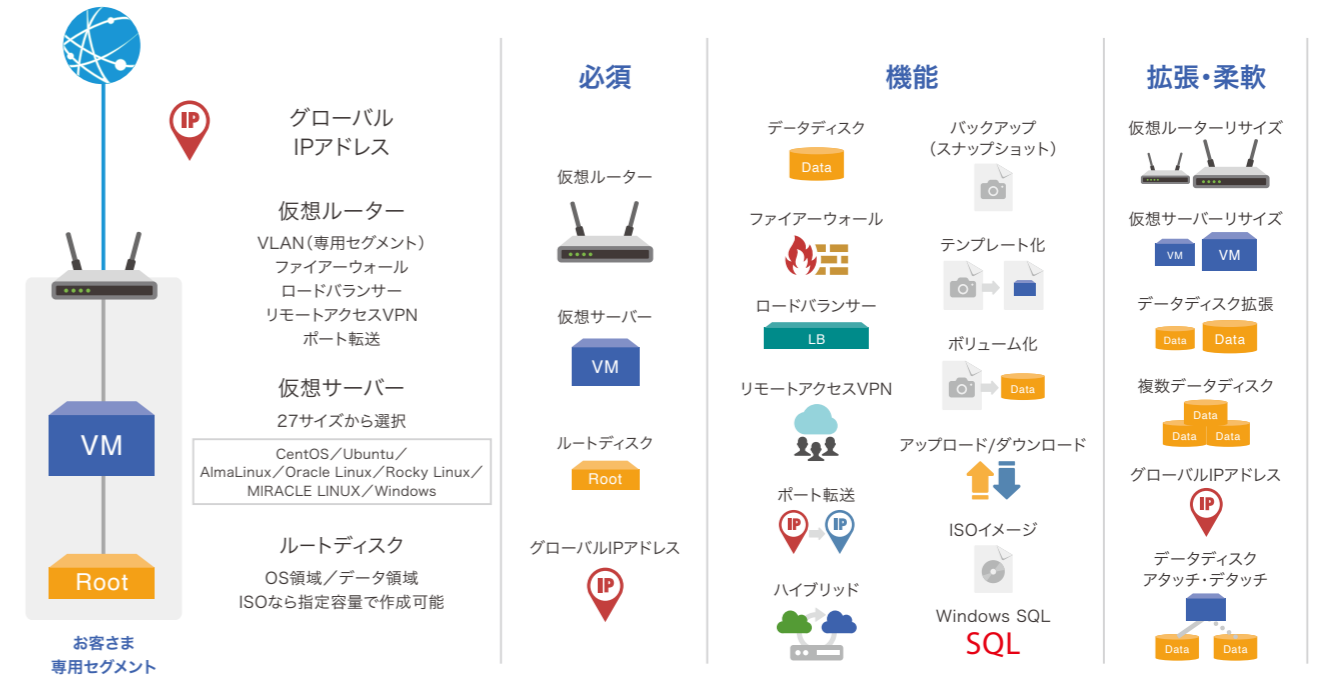 IP
グローバル
IPアドレス
仮想ルーター
VLAN(専用セグメント)
ファイアーウォール
ロードバランサー
リモートアクセスVPN
ポート転送
仮想サーバー
27サイズから選択
CentOS/Ubuntu/
AlmaLinux/Oracle Linux/Rocky Linux/
MIRACLE LINUX/Windows
ルートディスク
OS領域/データ領域
ISOなら指定容量で作成可能
VM
Root
お客さま
専用セグメント
必須
仮想ルーター
仮想サーバー
VM
ルートディスク
Root
グローバルIPアドレス
IP
機能
データディスク
Data
ファイアーウォール
ロードバランサー
LB
リモートアクセスVPN
ポート転送
IP IP
ハイブリッド
バックアップ
(スナップショット)
テンプレート化
ボリューム化
Data
アップロード/ダウンロード
ISOイメージ
Windows SQL
SQL
拡張・柔軟
仮想ルーターリサイズ
仮想サーバーリサイズ
VM VM
データディスク拡張
Data Data
複数データディスク
Data
Data Data
グローバルIPアドレス
IP
データディスク
アタッチ・デタッチ
Data Data